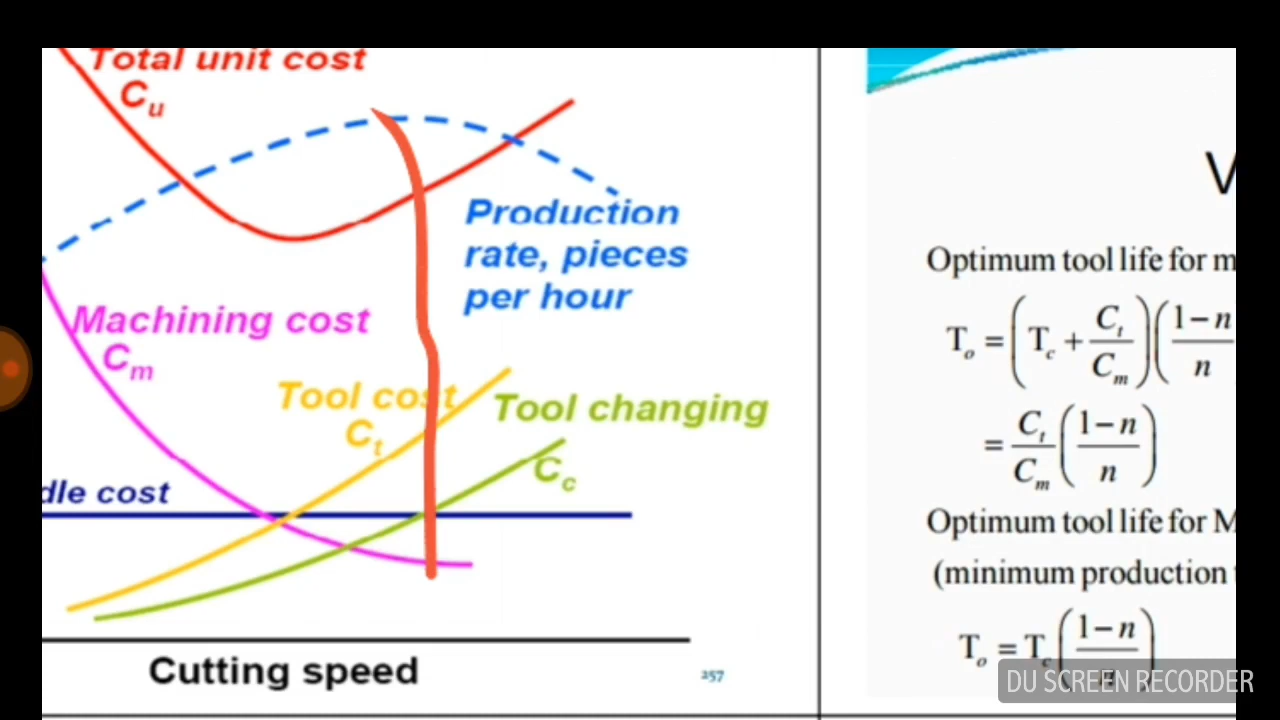 Total unit cost
Cu
Production
rate, pieces
per hour
Machining cost
Cm
Tool cost
Ct
Tool changing
Cc
dle cost
Cutting speed
257
V
Optimum tool life for m
To = (Tc + Ct/Cm)(1−n/n
= Ct/Cm (1−n/n)
Optimum tool life for M
(minimum production t
To = Tc(1−n/n)
DU SCREEN RECORDER